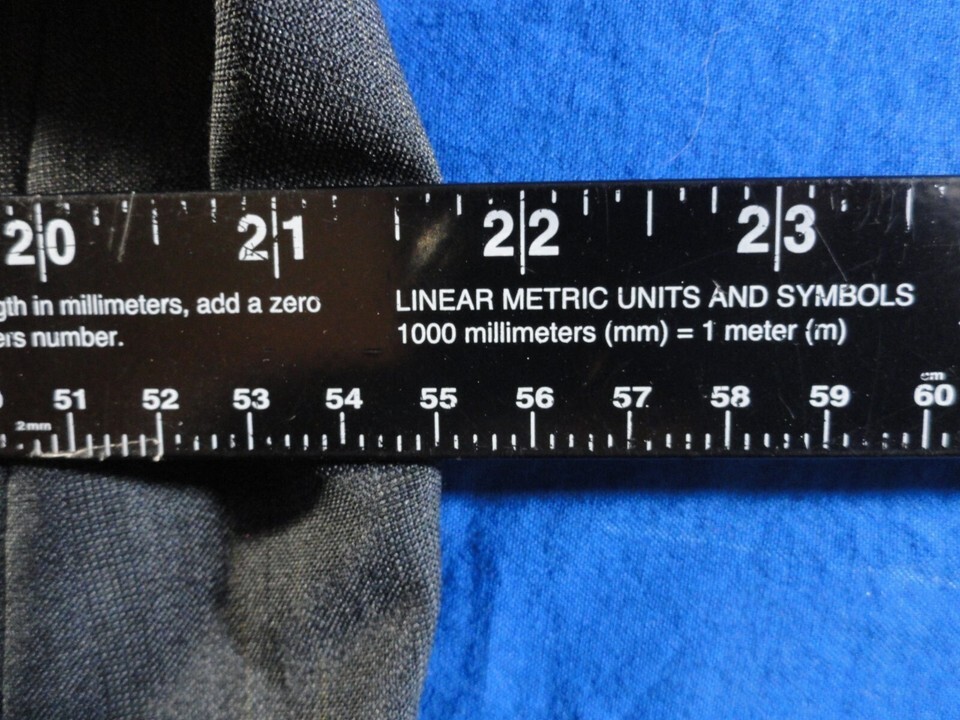 20 21 22 23
gth in millimeters, add a zero
ers number.
LINEAR METRIC UNITS AND SYMBOLS
1000 millimeters (mm) = 1 meter (m)
cm
51 52 53 54 55 56 57 58 59 60
2mm